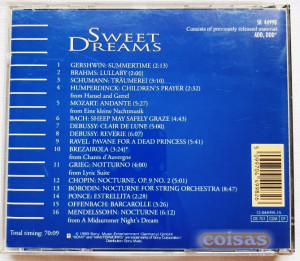 SWEET
DREAMS
SK 44998
Consists of previously released material
ADD, DDD*
1 GERSHWIN: SUMMERTIME (2:13)
2 BRAHMS: LULLABY (2:00)
3 SCHUMANN: TRÄUMEREI (3:10)
4 HUMPERDINCK: CHILDREN'S PRAYER (2:32)
from Hansel and Gretel
5 MOZART: ANDANTE (5:27)
from Eine kleine Nachtmusik
6 BACH: SHEEP MAY SAFELY GRAZE (4:43)
7 DEBUSSY: CLAIR DE LUNE (5:00)
8 DEBUSSY: REVERIE (6:07)
9 RAVEL: PAVANE FOR A DEAD PRINCESS (6:01)
10 BREZAIROLA (3:24)*
from Chants d'Auvergne
11 GRIEG: NOTTURNO (4:00)
from Lyric Suite
12 CHOPIN: NOCTURNE, OP. 9 NO. 2 (5:01)
13 BORODIN: NOCTURNE FOR STRING ORCHESTRA (8:47)
14 PONCE: ESTRELLITA (2:28)
15 OFFENBACH: BARCAROLLE (3:26)
16 MENDELSSOHN: NOCTURNE (6:12)
from A Midsummer Night's Dream
Total timing: 70:09
coisas